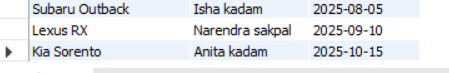 Subaru Outback Isha kadam 2025-08-05
Lexus RX Narendra sakpal 2025-09-10
Kia Sorento Anita kadam 2025-10-15